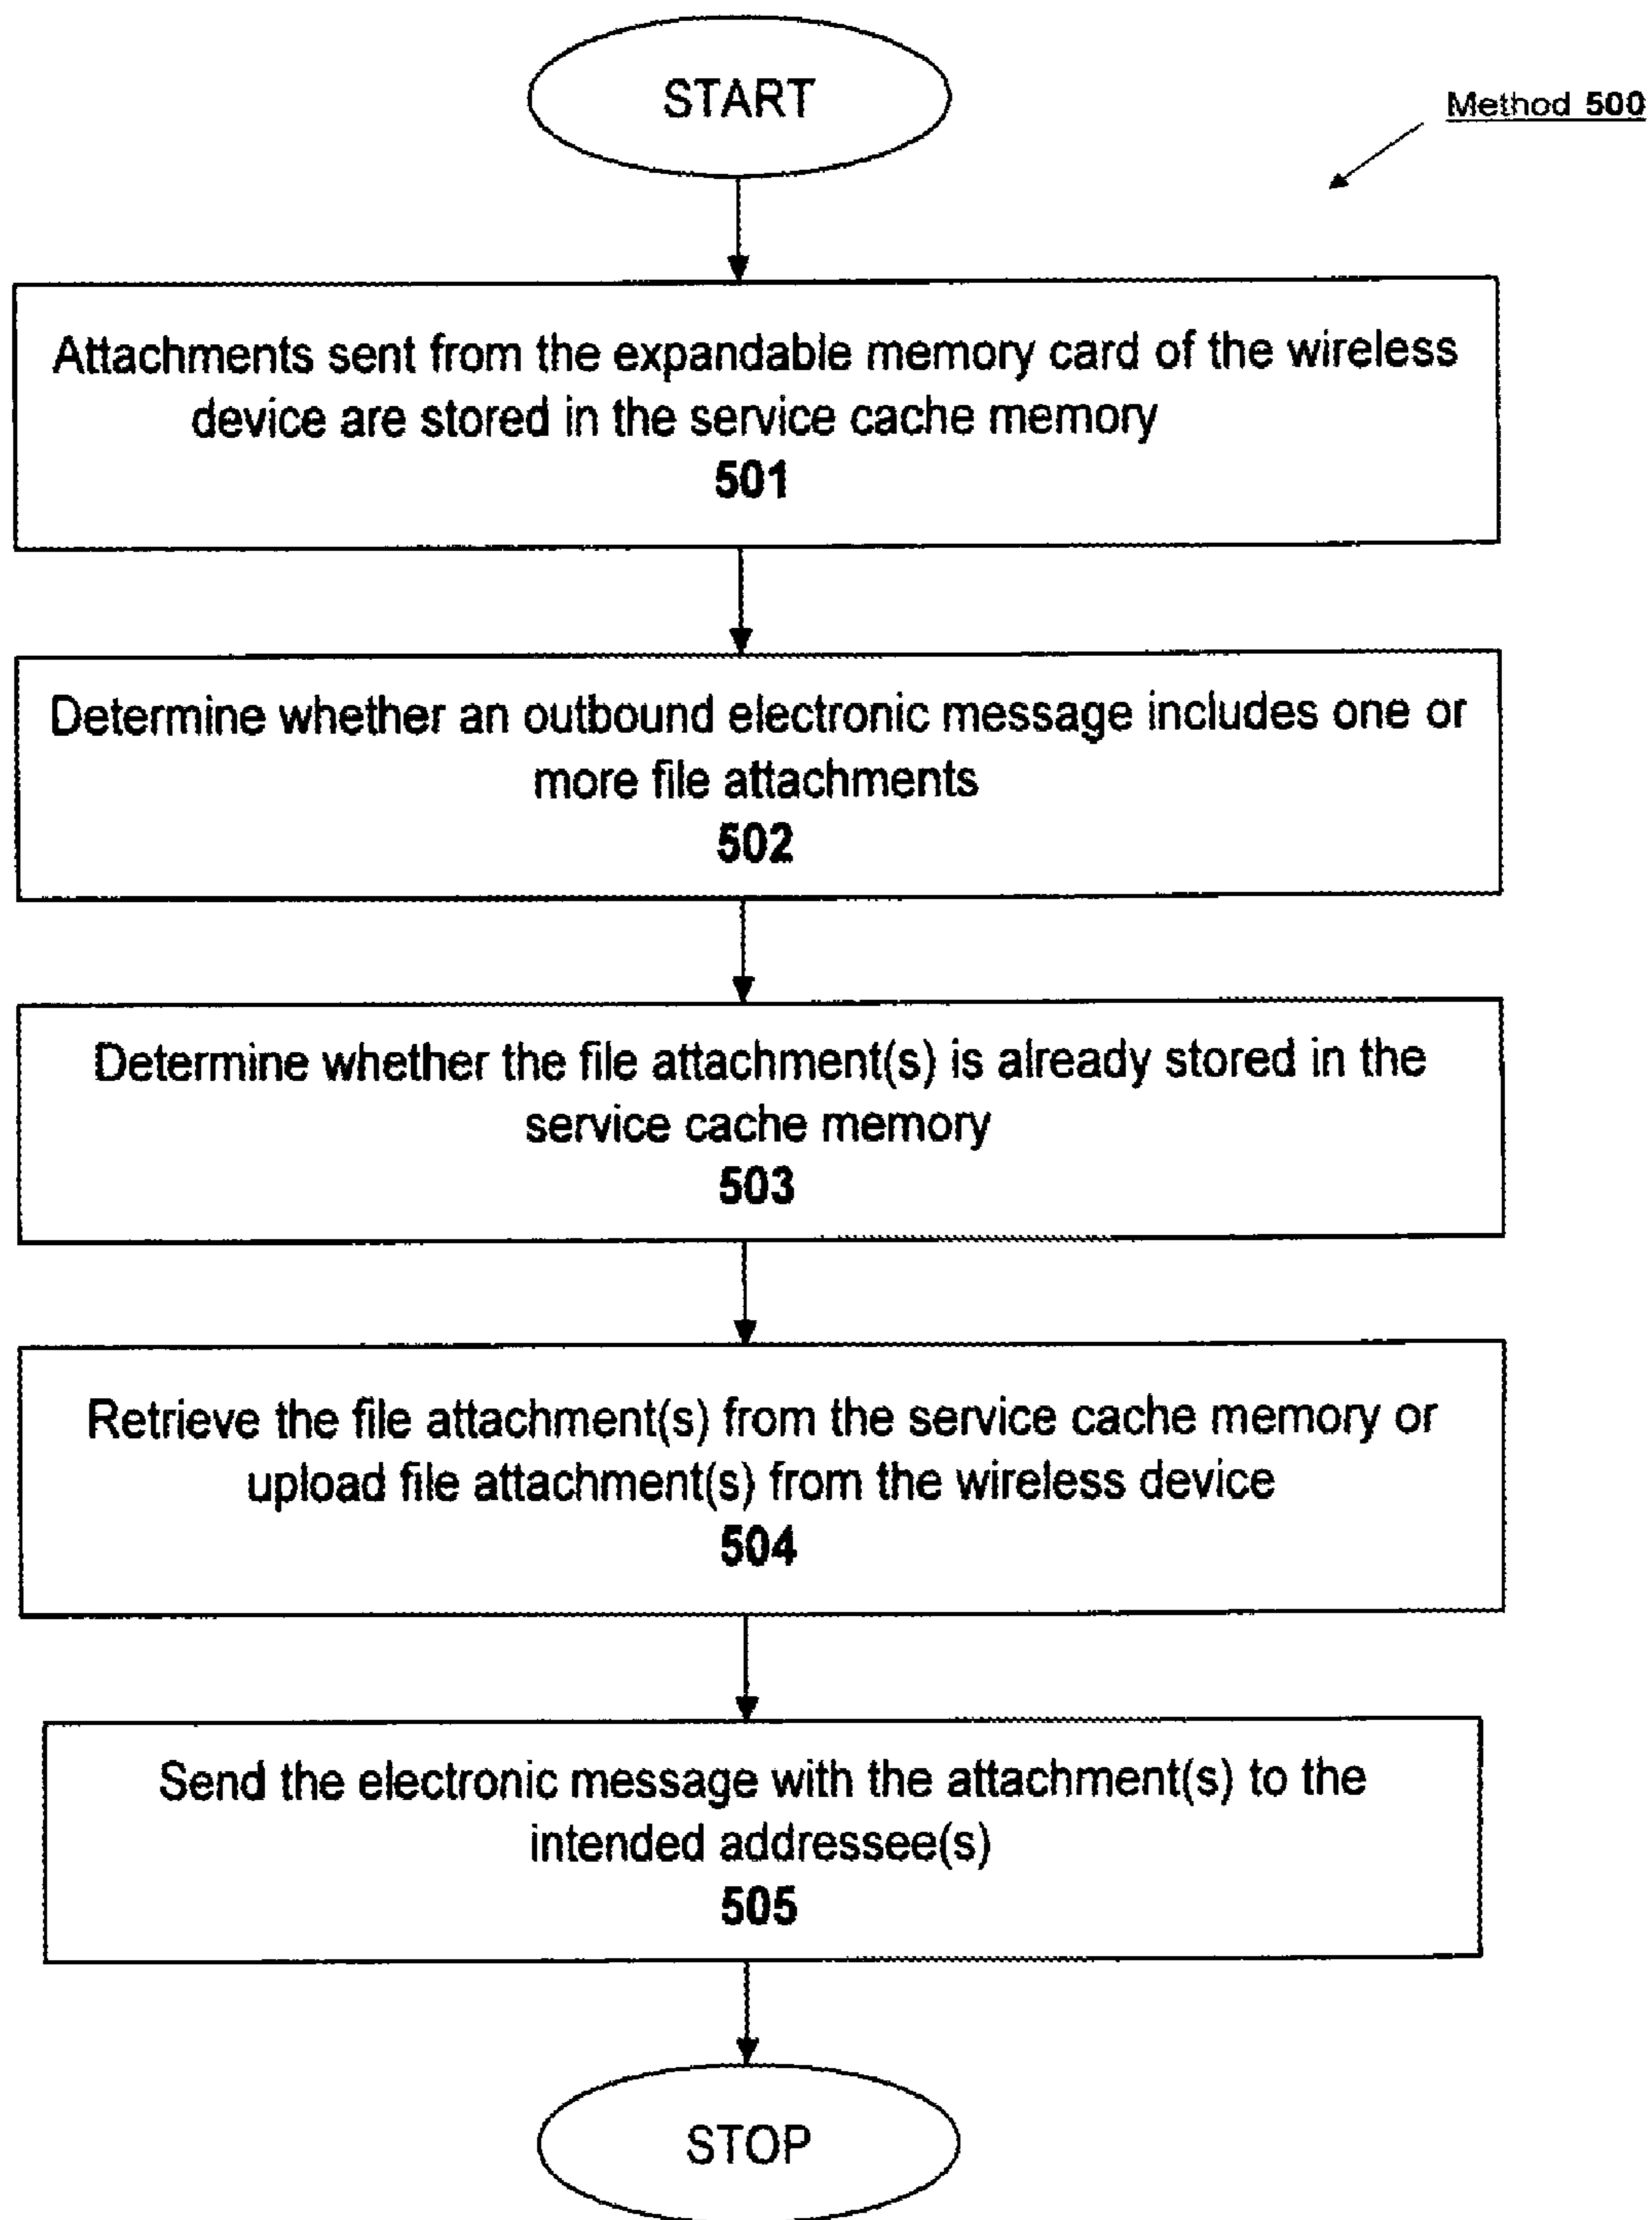 START
Method 500
Attachments sent from the expandable memory card of the wireless
device are stored in the service cache memory
501
Determine whether an outbound electronic message includes one or
more file attachments
502
Determine whether the file attachment(s) is already stored in the
service cache memory
503
Retrieve the file attachment(s) from the service cache memory or
upload file attachment(s) from the wireless device
504
Send the electronic message with the attachment(s) to the
intended addressee(s)
505
STOP